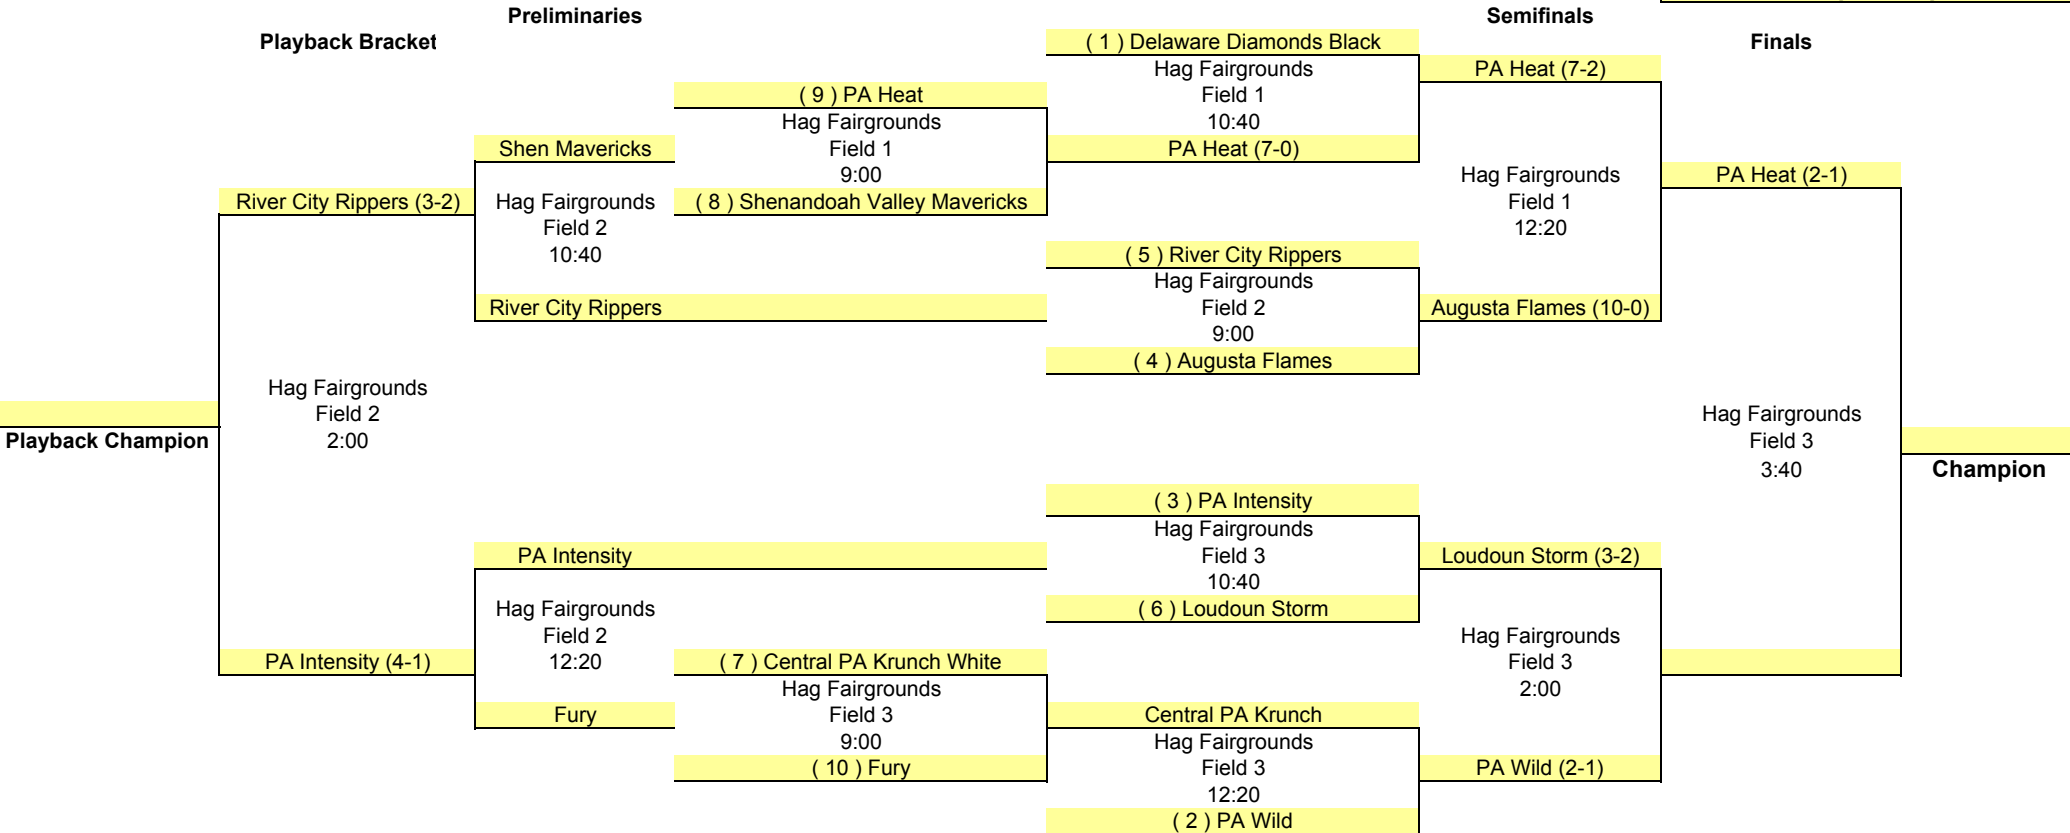 Preliminaries
Semifinals
Playback Bracket
( 1 ) Delaware Diamonds Black
Finals
Hag Fairgrounds
PA Heat (7-2)
( 9 ) PA Heat
Field 1
Hag Fairgrounds
10:40
Shen Mavericks
Field 1
PA Heat (7-0)
9:00
Hag Fairgrounds
PA Heat (2-1)
River City Rippers (3-2)
Hag Fairgrounds
( 8 ) Shenandoah Valley Mavericks
Field 1
Field 2
12:20
10:40
( 5 ) River City Rippers
Hag Fairgrounds
River City Rippers
Field 2
Augusta Flames (10-0)
9:00
( 4 ) Augusta Flames
Hag Fairgrounds
Field 2
Hag Fairgrounds
Playback Champion
2:00
Field 3
3:40
Champion
( 3 ) PA Intensity
Hag Fairgrounds
PA Intensity
Field 3
Loudoun Storm (3-2)
10:40
Hag Fairgrounds
( 6 ) Loudoun Storm
Field 2
Hag Fairgrounds
PA Intensity (4-1)
12:20
( 7 ) Central PA Krunch White
Field 3
Hag Fairgrounds
2:00
Fury
Field 3
Central PA Krunch
9:00
Hag Fairgrounds
( 10 ) Fury
Field 3
PA Wild (2-1)
12:20
( 2 ) PA Wild